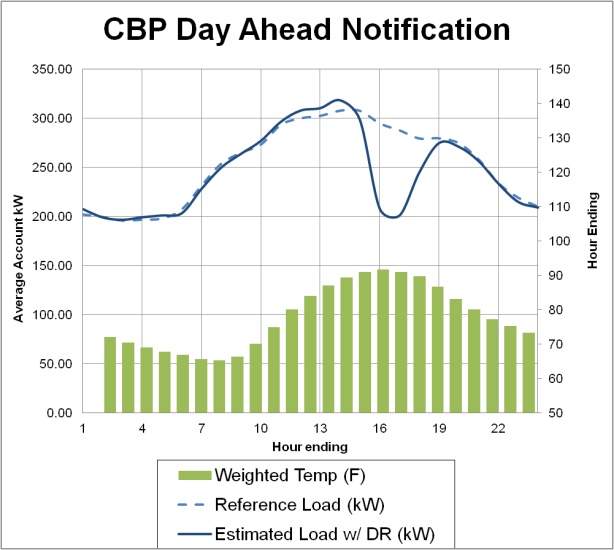 CBP Day Ahead Notification
350.00
300.00
250.00
200.00
150.00
100.00
50.00
0.00
Average Account kW
150
140
130
120
110
100
90
80
70
60
50
Hour Ending
1 4 7 10 13 16 19 22
Hour ending
Weighted Temp (F)
Reference Load (kW)
Estimated Load w/ DR (kW)